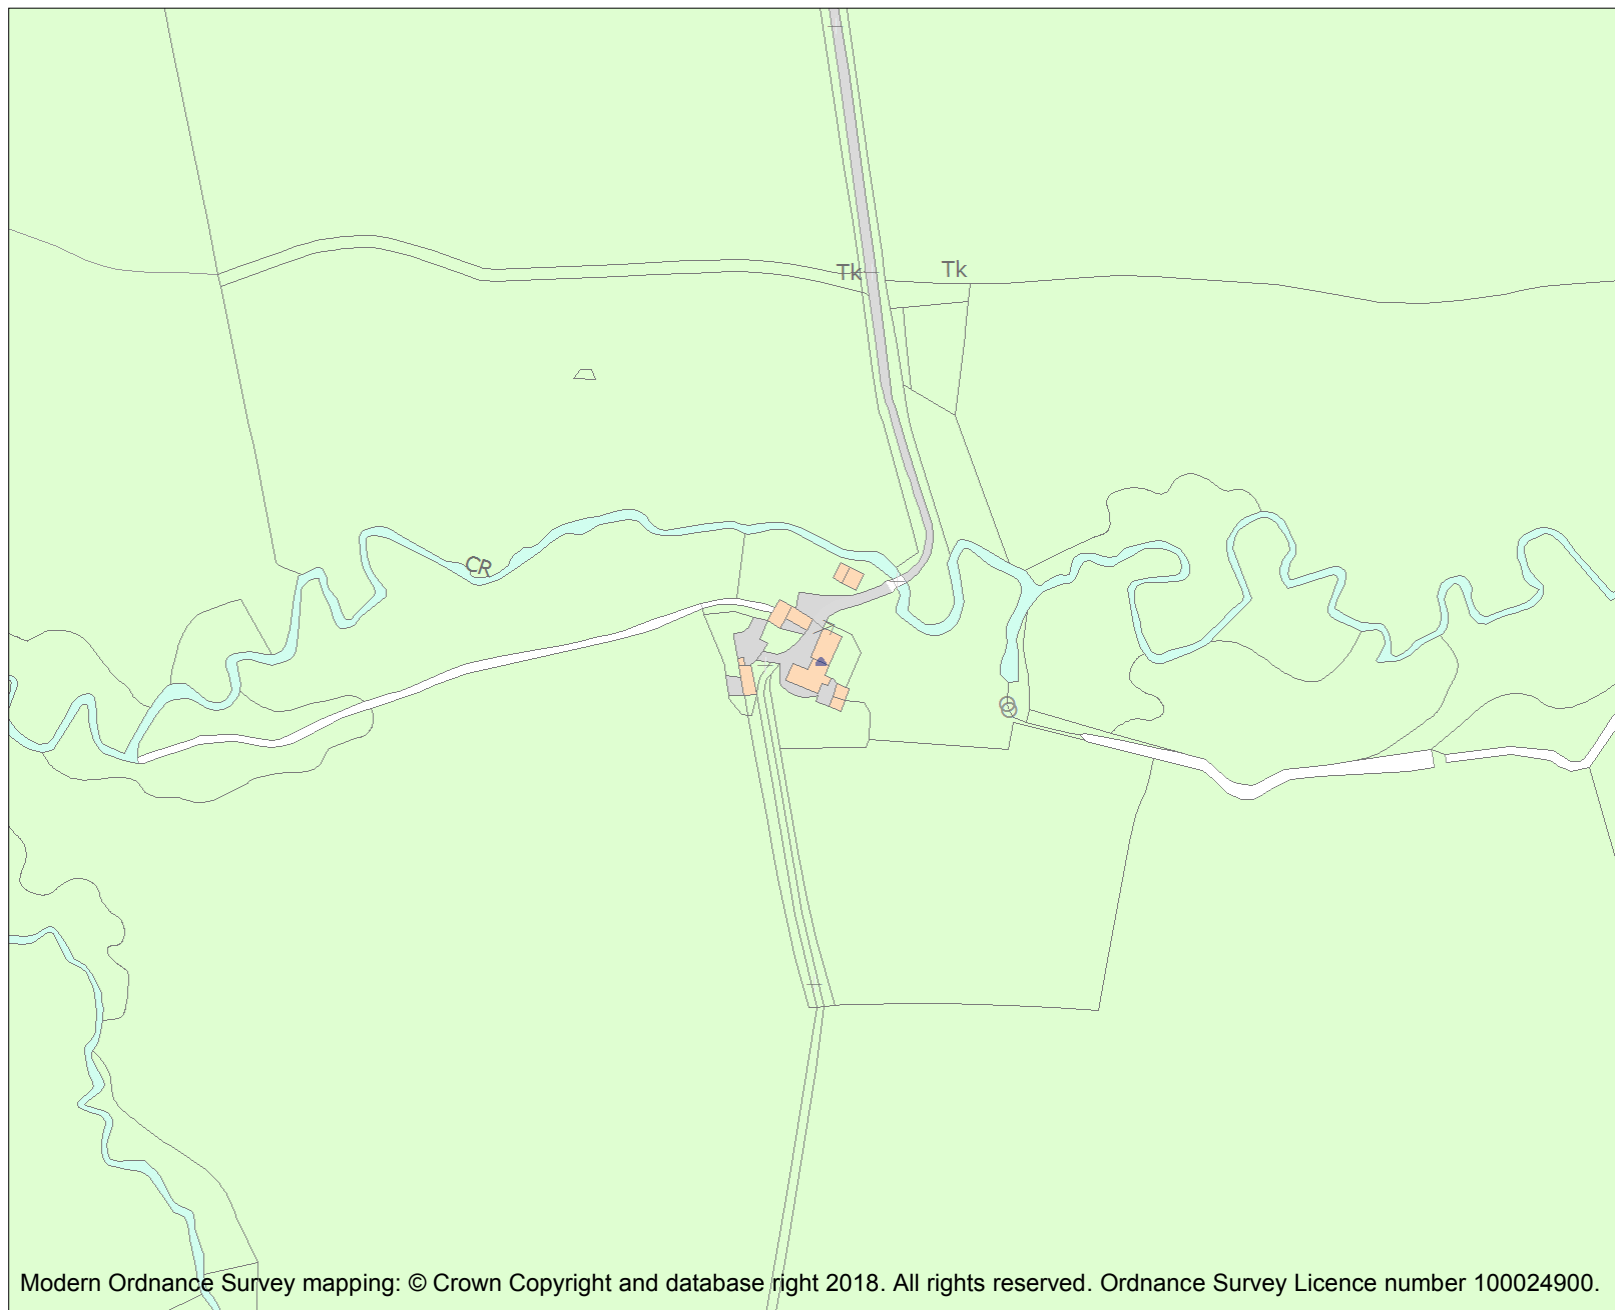 Tk Tk
CR
Modern Ordnance Survey mapping: © Crown Copyright and database right 2018. All rights reserved. Ordnance Survey Licence number 100024900.